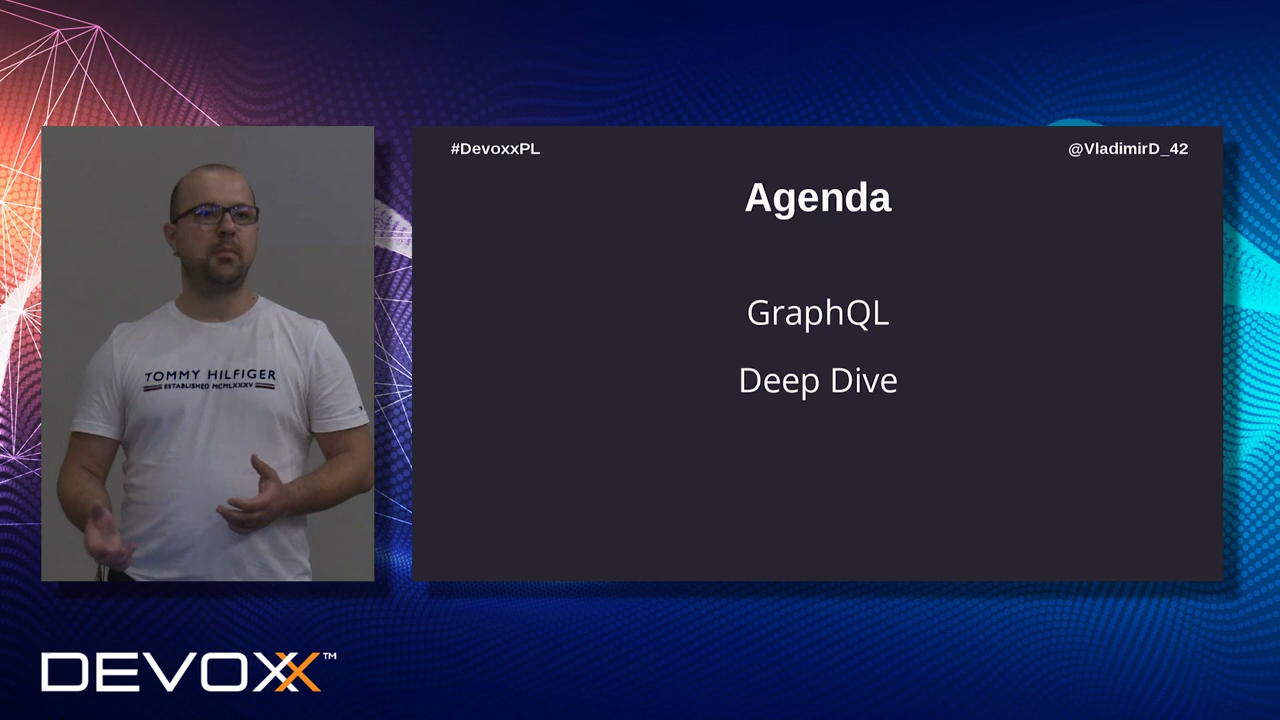 #DevoxxPL
@VladimirD_42
Agenda
GraphQL
Deep Dive
TOMMY HILFIGER
ESTABLISHED MCMLXXXV
DEVOXX™